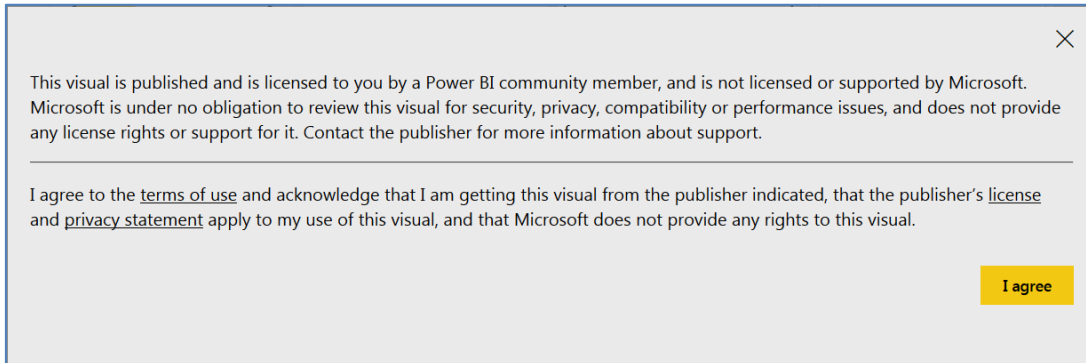 This visual is published and is licensed to you by a Power BI community member, and is not licensed or supported by Microsoft.
Microsoft is under no obligation to review this visual for security, privacy, compatibility or performance issues, and does not provide
any license rights or support for it. Contact the publisher for more information about support.
I agree to the terms of use and acknowledge that I am getting this visual from the publisher indicated, that the publisher's license
and privacy statement apply to my use of this visual, and that Microsoft does not provide any rights to this visual.
I agree